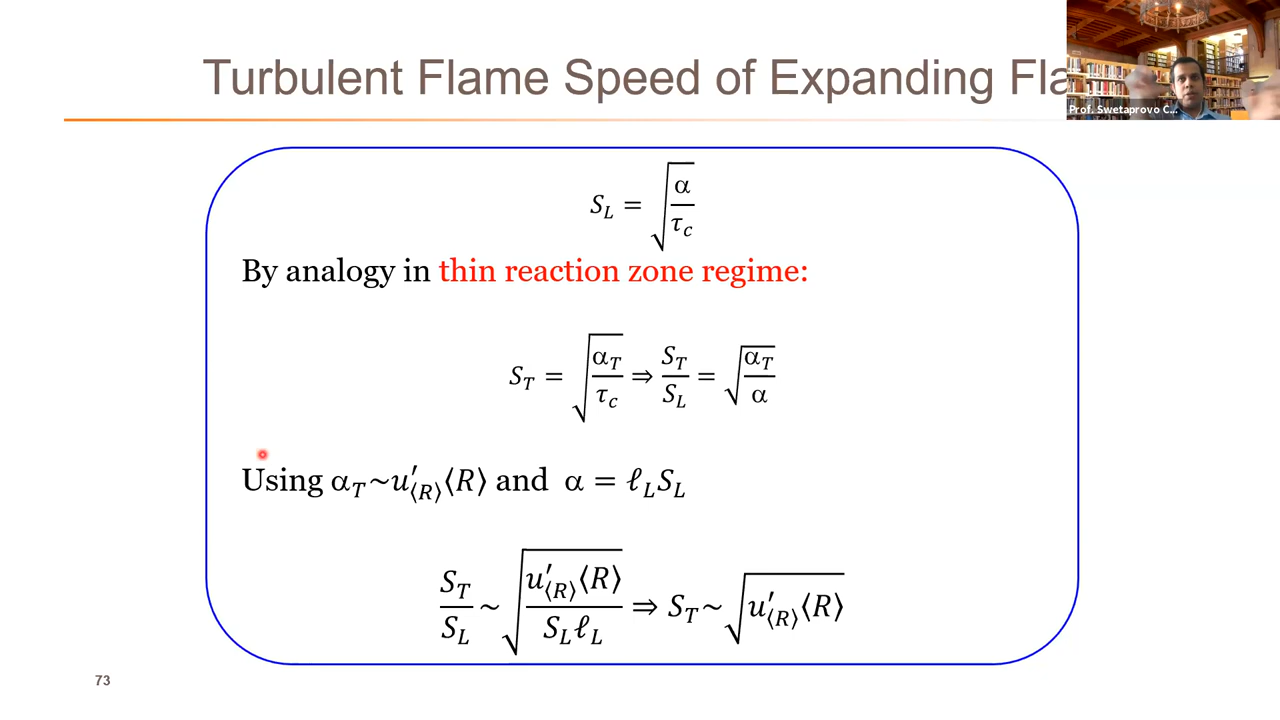 Turbulent Flame Speed of Expanding Fla
Prof. Swetaprovo C...
S_L = √(α/τ_c)
By analogy in thin reaction zone regime:
S_T = √(α_T/τ_c) ⇒ S_T/S_L = √(α_T/α)
Using α_T~u′_⟨R⟩⟨R⟩ and α = ℓ_L S_L
S_T/S_L ~ √(u′_⟨R⟩⟨R⟩/(S_L ℓ_L)) ⇒ S_T~√(u′_⟨R⟩⟨R⟩)
73